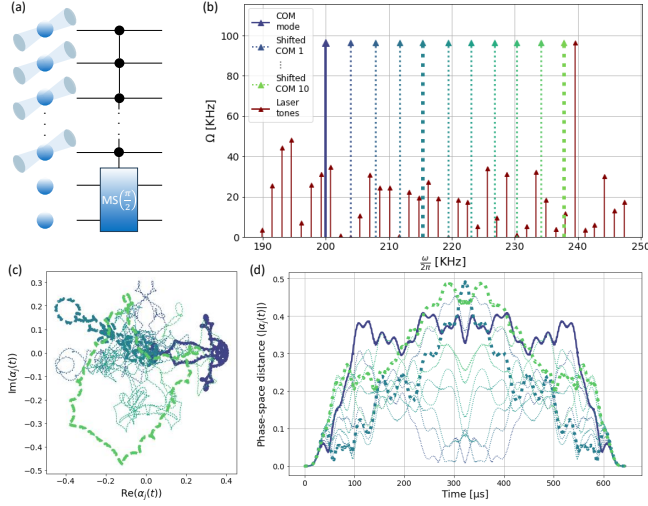 (a)
MS(π/2)
(b)
COM mode
Shifted COM 1
⋮
Shifted COM 10
Laser tones
Ω [KHz]
100
80
60
40
20
0
190 200 210 220 230 240 250
ω/2π [KHz]
(c)
Im(αj(t))
0.3
0.2
0.1
0.0
−0.1
−0.2
−0.3
−0.4
−0.5
−0.4 −0.2 0.0 0.2 0.4
Re(αj(t))
(d)
Phase-space distance (|αj(t)|)
0.5
0.4
0.3
0.2
0.1
0.0
0 100 200 300 400 500 600
Time [μs]